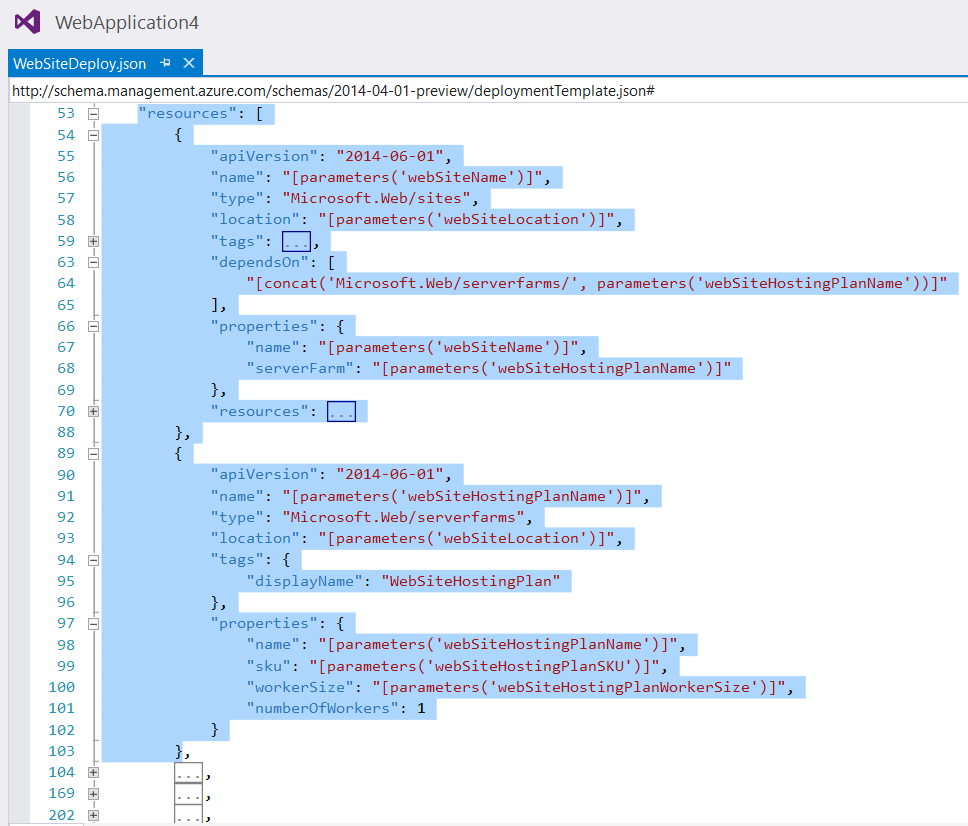 WebApplication4
WebSiteDeploy.json
http://schema.management.azure.com/schemas/2014-04-01-preview/deploymentTemplate.json#
53 "resources": [
54 {
55 "apiVersion": "2014-06-01",
56 "name": "[parameters('webSiteName')]",
57 "type": "Microsoft.Web/sites",
58 "location": "[parameters('webSiteLocation')]",
59 "tags": ...,
63 "dependsOn": [
64 "[concat('Microsoft.Web/serverfarms/', parameters('webSiteHostingPlanName'))]"
65 ],
66 "properties": {
67 "name": "[parameters('webSiteName')]",
68 "serverFarm": "[parameters('webSiteHostingPlanName')]"
69 },
70 "resources": ...
88 },
89 {
90 "apiVersion": "2014-06-01",
91 "name": "[parameters('webSiteHostingPlanName')]",
92 "type": "Microsoft.Web/serverfarms",
93 "location": "[parameters('webSiteLocation')]",
94 "tags": {
95 "displayName": "WebSiteHostingPlan"
96 },
97 "properties": {
98 "name": "[parameters('webSiteHostingPlanName')]",
99 "sku": "[parameters('webSiteHostingPlanSKU')]",
100 "workerSize": "[parameters('webSiteHostingPlanWorkerSize')]",
101 "numberOfWorkers": 1
102 }
103 },
104 ...,
169 ...,
202 ...,